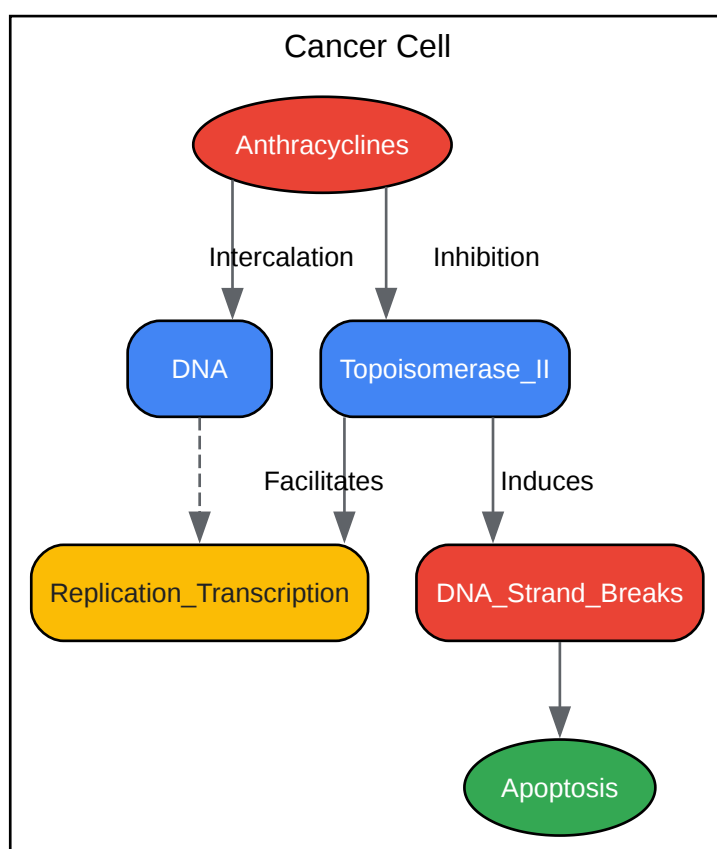 Cancer Cell
Anthracyclines
Intercalation
Inhibition
DNA
Topoisomerase_II
Facilitates
Induces
Replication_Transcription
DNA_Strand_Breaks
Apoptosis